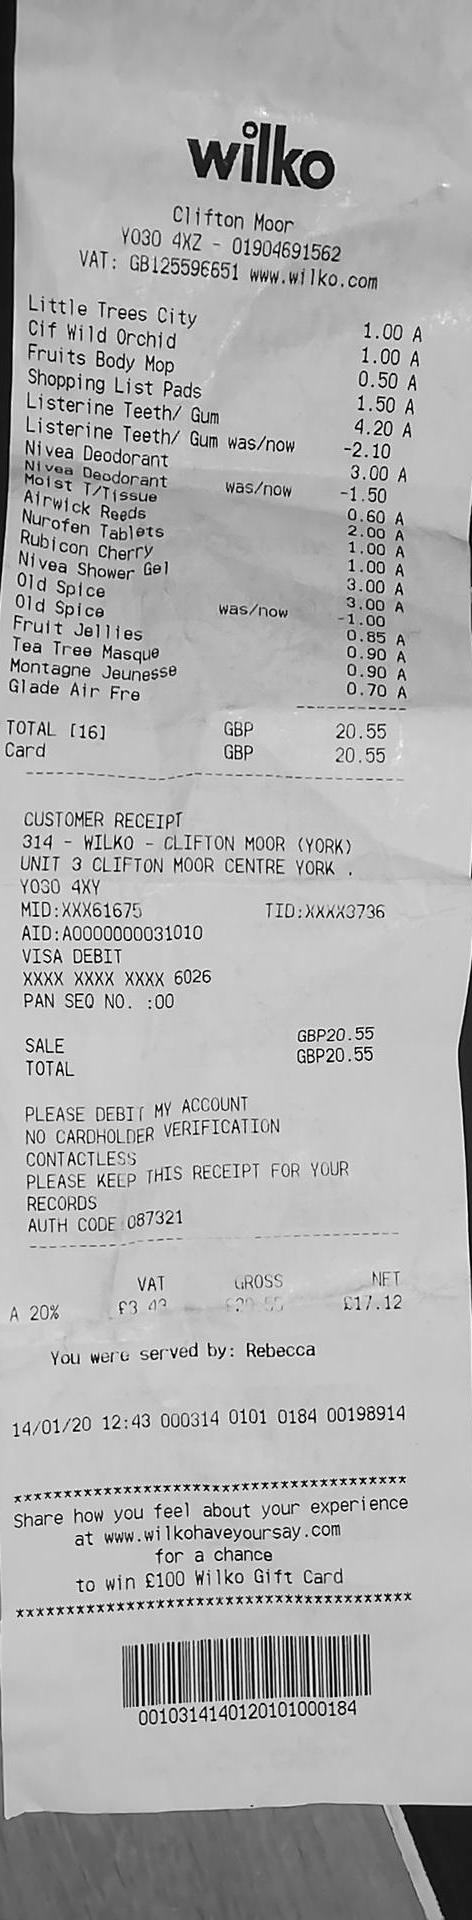 wilko
Clifton Moor
YO30 4XZ - 01904691562
VAT: GB125596651 www.wilko.com
Little Trees City 1.00 A
Cif Wild Orchid 1.00 A
Fruits Body Mop 0.50 A
Shopping List Pads 1.50 A
Listerine Teeth/ Gum 4.20 A
Listerine Teeth/ Gum was/now -2.10
Nivea Deodorant 3.00 A
Nivea Deodorant was/now -1.50
Moist T/Tissue 0.60 A
Airwick Reeds 2.00 A
Nurofen Tablets 1.00 A
Rubicon Cherry 1.00 A
Nivea Shower Gel 3.00 A
Old Spice 3.00 A
Old Spice was/now -1.00
Fruit Jellies 0.85 A
Tea Tree Masque 0.90 A
Montagne Jeunesse 0.90 A
Glade Air Fre 0.70 A
TOTAL [16] GBP 20.55
Card GBP 20.55
CUSTOMER RECEIPT
314 - WILKO - CLIFTON MOOR (YORK)
UNIT 3 CLIFTON MOOR CENTRE YORK .
YO30 4XY
MID:XXX61675 TID:XXXX3736
AID:A0000000031010
VISA DEBIT
XXXX XXXX XXXX 6026
PAN SEQ NO. :00
SALE GBP20.55
TOTAL GBP20.55
PLEASE DEBIT MY ACCOUNT
NO CARDHOLDER VERIFICATION
CONTACTLESS
PLEASE KEEP THIS RECEIPT FOR YOUR
RECORDS
AUTH CODE:087321
VAT GROSS NET
A 20% £3.43 £20.55 £17.12
You were served by: Rebecca
14/01/20 12:43 000314 0101 0184 00198914
****************************************
Share how you feel about your experience
at www.wilkohaveyoursay.com
for a chance
to win £100 Wilko Gift Card
****************************************
0010314140120101000184